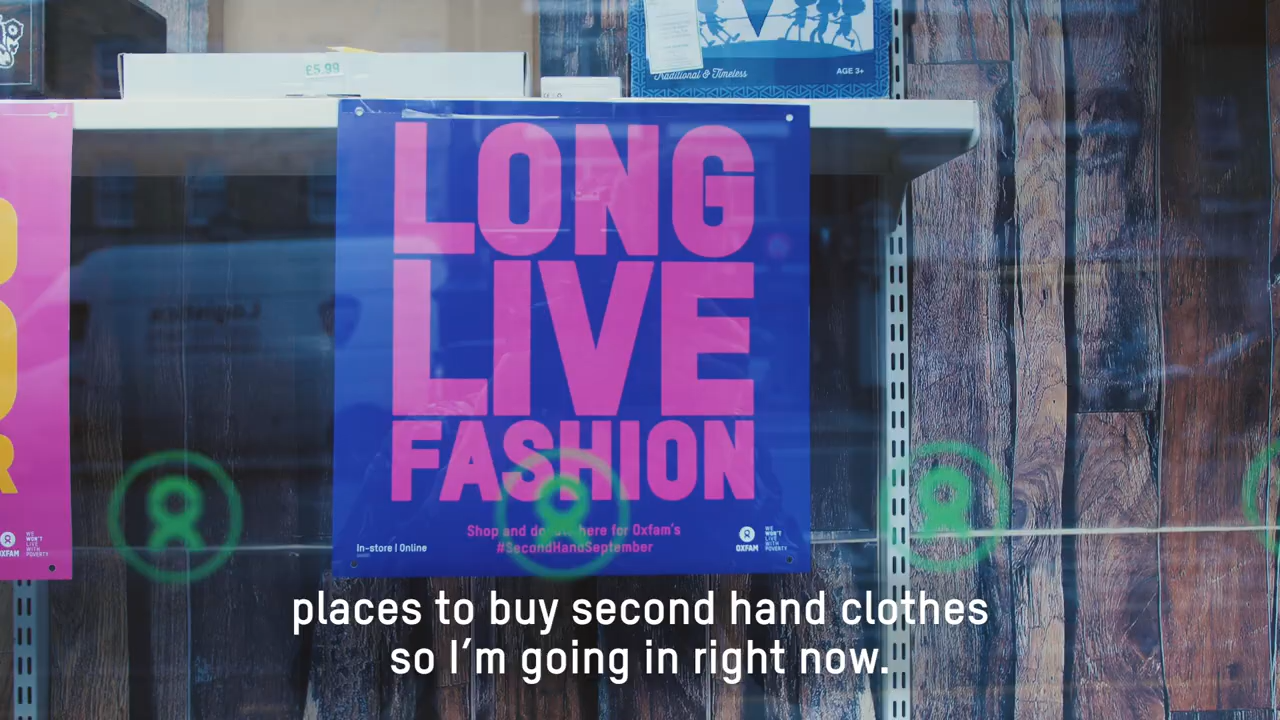 £5.99
Traditional & Timeless
AGE 3+
LONG
LIVE
FASHION
Shop and donate here for Oxfam's
#SecondHandSeptember
In-store | Online
OXFAM
WE
WON'T
LIVE
WITH
POVERTY
R
OXFAM
WE
WON'T
LIVE
WITH
POVERTY
places to buy second hand clothes
so I'm going in right now.